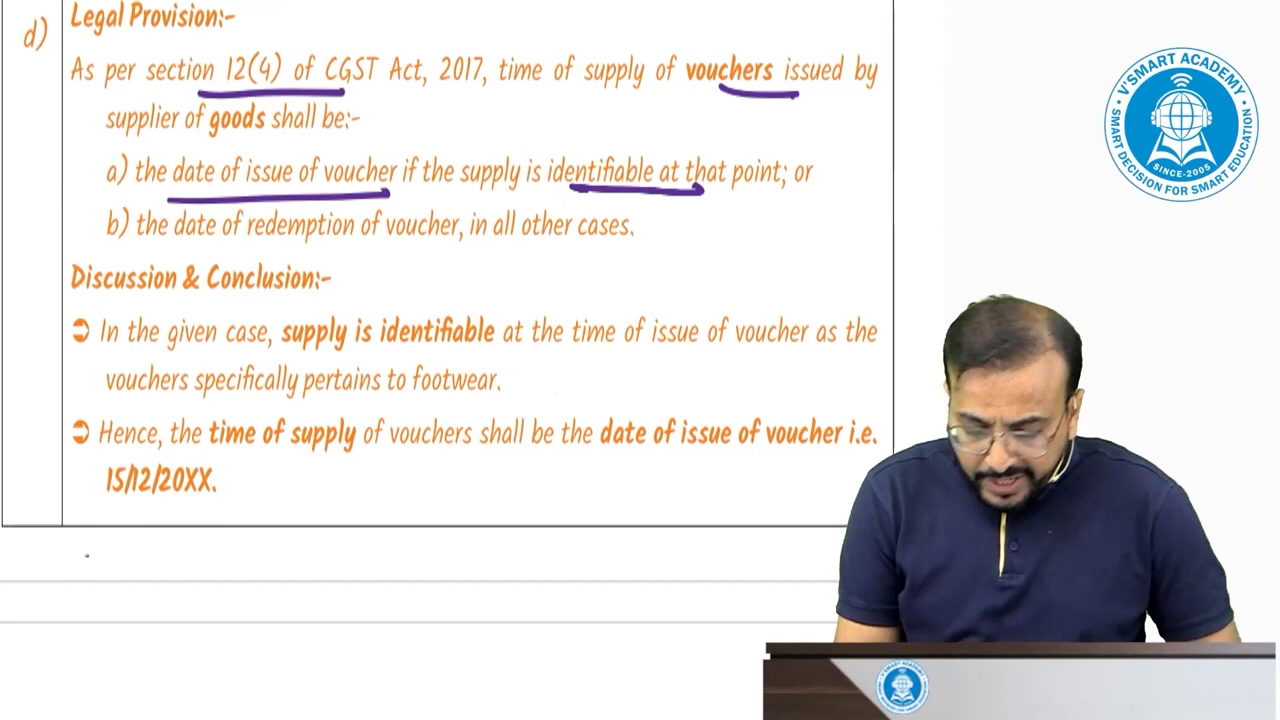 d)
Legal Provision:-
As per section 12(4) of CGST Act, 2017, time of supply of vouchers issued by
supplier of goods shall be:-
a) the date of issue of voucher if the supply is identifiable at that point; or
b) the date of redemption of voucher, in all other cases.
Discussion & Conclusion:-
➲ In the given case, supply is identifiable at the time of issue of voucher as the
vouchers specifically pertains to footwear.
➲ Hence, the time of supply of vouchers shall be the date of issue of voucher i.e.
15/12/20XX.
V'SMART ACADEMY
SINCE-2005
SMART DECISION FOR SMART EDUCATION